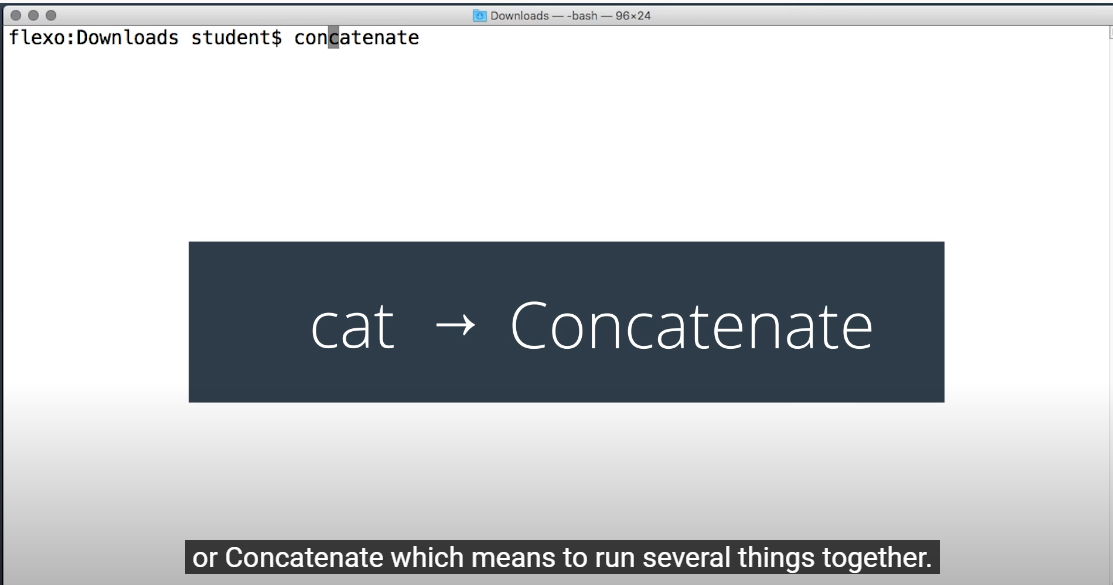 Downloads — -bash — 96×24
flexo:Downloads student$ concatenate
cat → Concatenate
or Concatenate which means to run several things together.